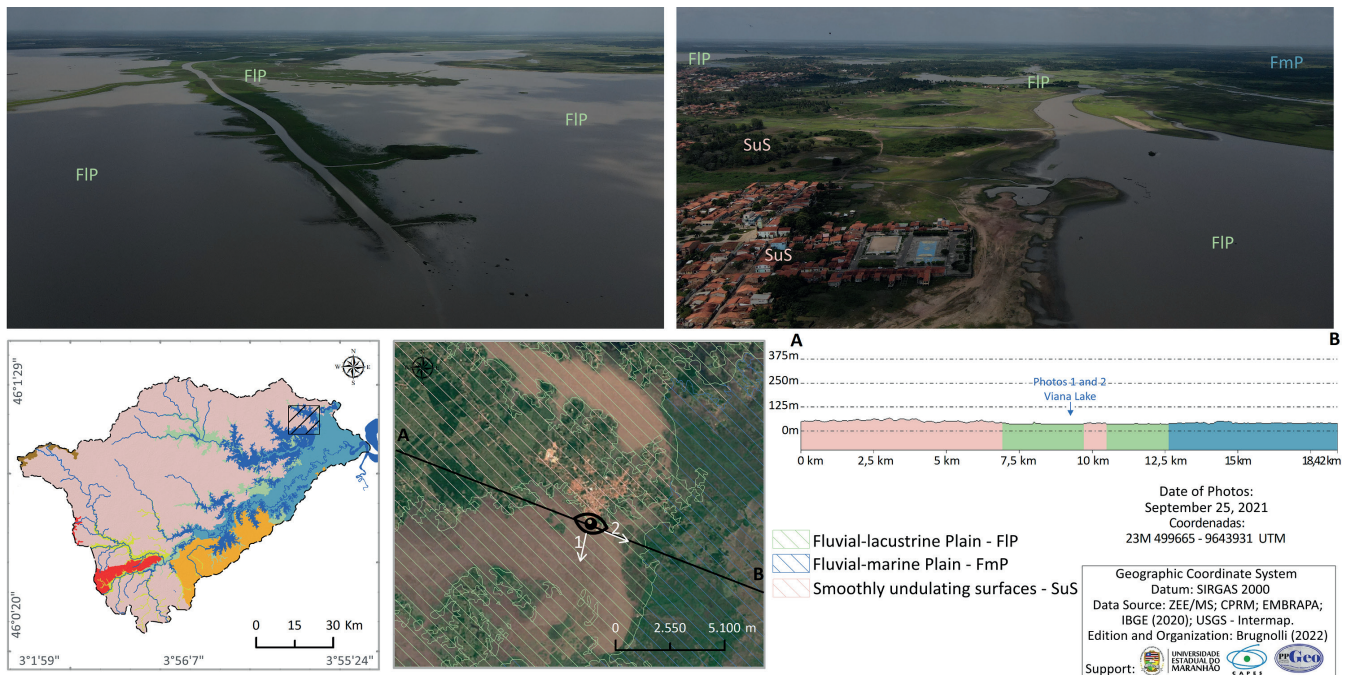 FlP
FlP
FlP
FlP
FlP
FmP
SuS
SuS
FlP
46°1'29"
46°0'20"
N
W
E
S
0 15 30 Km
3°1'59" 3°56'7" 3°55'24"
A
1
2
B
0 2.550 5.100 m
A
B
375m
250m
125m
0m
Photos 1 and 2
Viana Lake
0 km 2,5 km 5 km 7,5 km 10 km 12,5 km 15km 18,42km
Fluvial-lacustrine Plain - FlP
Fluvial-marine Plain - FmP
Smoothly undulating surfaces - SuS
Date of Photos:
September 25, 2021
Coordenadas:
23M 499665 - 9643931 UTM
Geographic Coordinate System
Datum: SIRGAS 2000
Data Source: ZEE/MS; CPRM; EMBRAPA;
IBGE (2020); USGS - Intermap.
Edition and Organization: Brugnolli (2022)
Support:
UNIVERSIDADE
ESTADUAL DO
MARANHÃO
CAPES
PPGeo